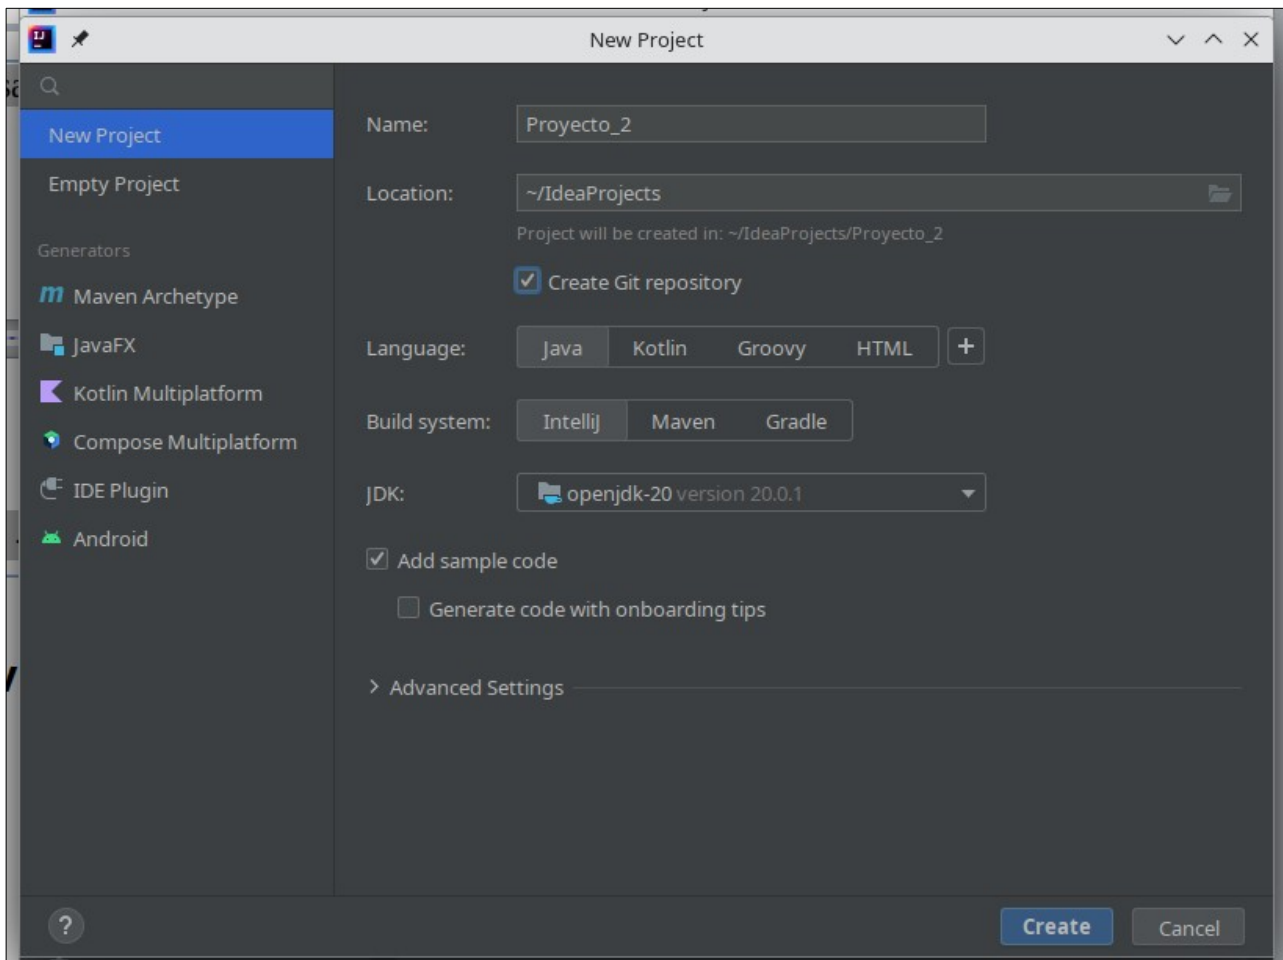 New Project
New Project
Empty Project
Generators
Maven Archetype
JavaFX
Kotlin Multiplatform
Compose Multiplatform
IDE Plugin
Android
Name: Proyecto_2
Location: ~/IdeaProjects
Project will be created in: ~/IdeaProjects/Proyecto_2
Create Git repository
Language: Java Kotlin Groovy HTML +
Build system: IntelliJ Maven Gradle
JDK: openjdk-20 version 20.0.1
Add sample code
Generate code with onboarding tips
Advanced Settings
? Create Cancel